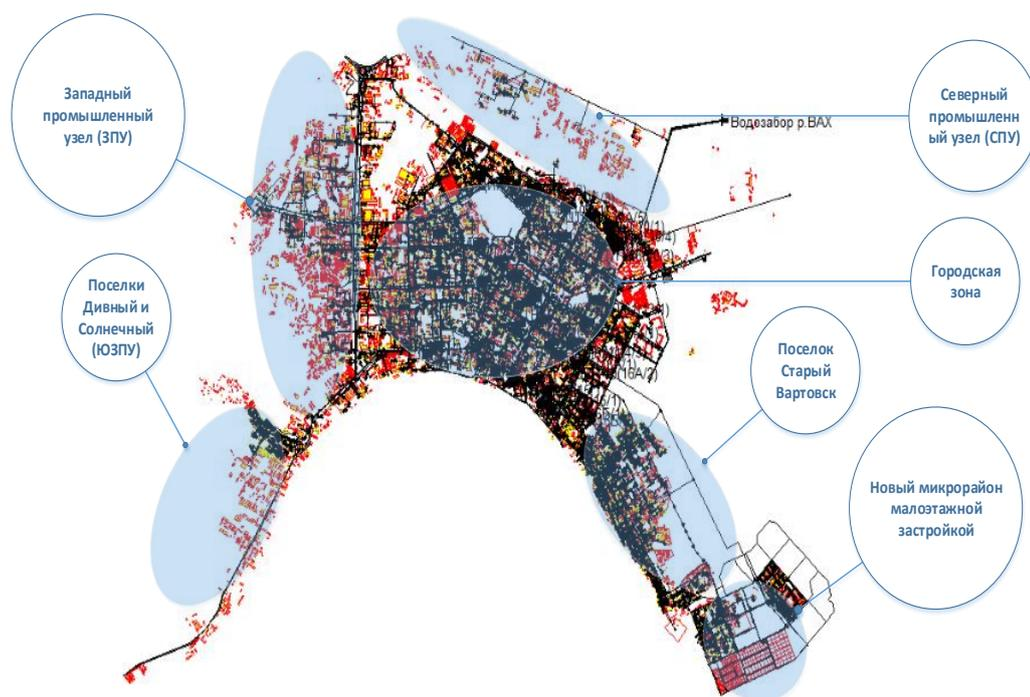 Западный
промышленный
узел (ЗПУ)
Северный
промышленн
ый узел (СПУ)
Водозабор р.ВАХ
Городская
зона
Поселки
Дивный и
Солнечный
(ЮЗПУ)
Поселок
Старый
Вартовск
Новый микрорайон
малоэтажной
застройкой